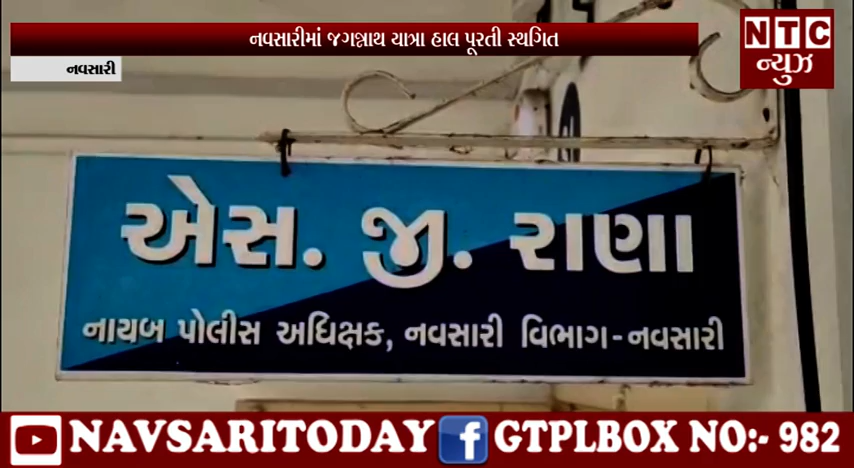 નવસારીમાં જગન્નાથ યાત્રા હાલ પૂરતી સ્થગિત
NTC
ન્યુઝ
નવસારી
એસ. જી. રાણા
નાયબ પોલીસ અધિક્ષક, નવસારી વિભાગ-નવસારી
NAVSARITODAY f GTPLBOX NO:- 982